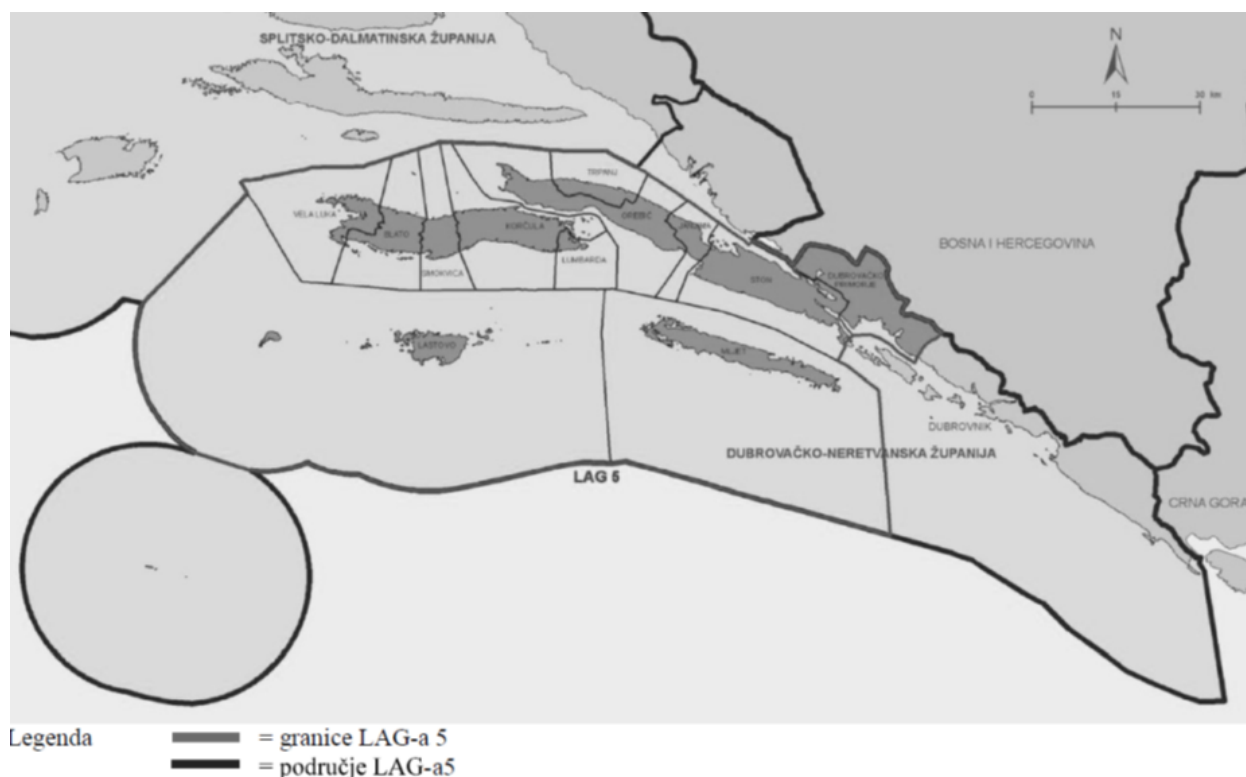 SPLITSKO-DALMATINSKA ŽUPANIJA
N
0 15 30 km
TRPANJ
VELA LUKA
OREBIĆ
KORČULA
JANJINA
BLATO
BOSNA I HERCEGOVINA
LUMBARDA
SMOKVICA
STON
DUBROVAČKO
PRIMORJE
LASTOVO
MLJET
DUBROVNIK
DUBROVAČKO-NERETVANSKA ŽUPANIJA
LAG 5
CRNA GORA
Legenda
= granice LAG-a 5
= područje LAG-a5